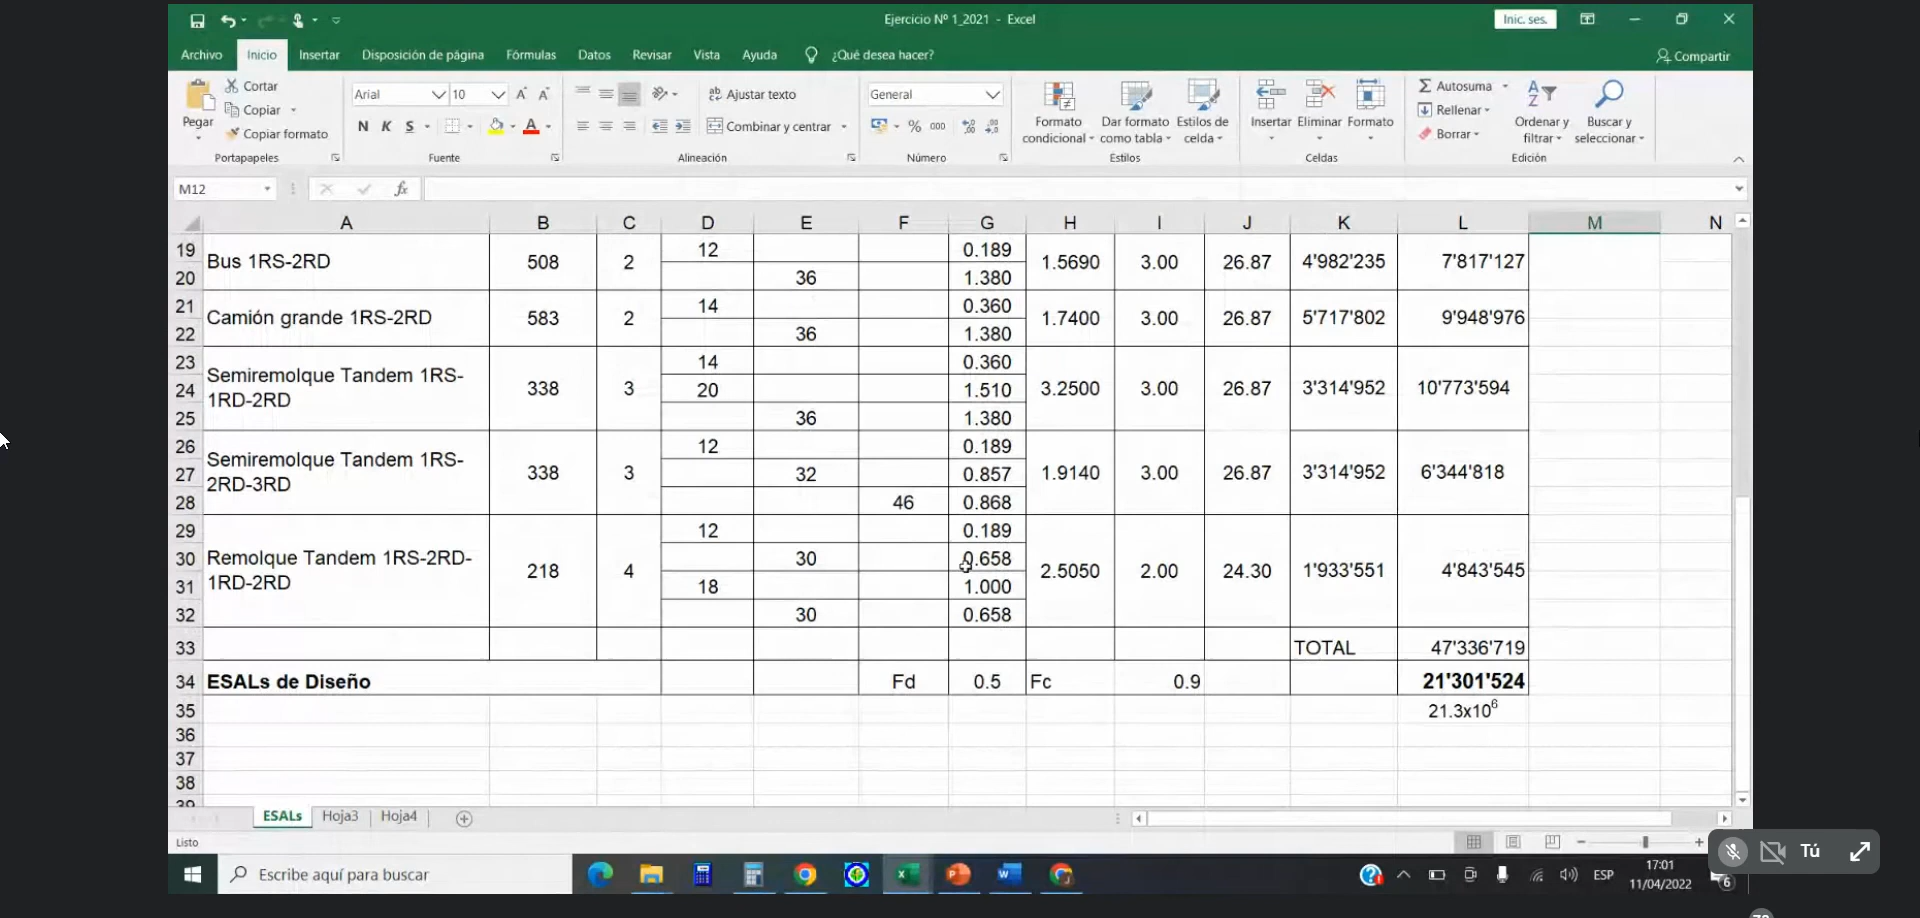 Ejercicio Nº 1_2021 - Excel
Inic. ses.
Archivo Inicio Insertar Disposición de página Fórmulas Datos Revisar Vista Ayuda ¿Qué desea hacer? Compartir
Pegar
Cortar
Copiar
Copiar formato
Portapapeles
Arial 10
N K S
Fuente
Ajustar texto
Combinar y centrar
Alineación
General
% 000
Número
Formato condicional
Dar formato como tabla
Estilos de celda
Estilos
Insertar Eliminar Formato
Celdas
Autosuma
Rellenar
Borrar
Ordenar y filtrar
Buscar y seleccionar
Edición
M12 fx
A B C D E F G H I J K L M N
19 Bus 1RS-2RD 508 2 12 0.189 1.5690 3.00 26.87 4'982'235 7'817'127
20 36 1.380
21 Camión grande 1RS-2RD 583 2 14 0.360 1.7400 3.00 26.87 5'717'802 9'948'976
22 36 1.380
23 Semiremolque Tandem 1RS- 14 0.360
24 1RD-2RD 338 3 20 1.510 3.2500 3.00 26.87 3'314'952 10'773'594
25 36 1.380
26 Semiremolque Tandem 1RS- 12 0.189
27 2RD-3RD 338 3 32 0.857 1.9140 3.00 26.87 3'314'952 6'344'818
28 46 0.868
29 12 0.189
30 Remolque Tandem 1RS-2RD- 30 0.658
31 1RD-2RD 218 4 18 1.000 2.5050 2.00 24.30 1'933'551 4'843'545
32 30 0.658
33 TOTAL 47'336'719
34 ESALs de Diseño Fd 0.5 Fc 0.9 21'301'524
35 21.3x10⁶
36
37
38
39
ESALs Hoja3 Hoja4
Listo
Tú
Escribe aquí para buscar
ESP
17:01
11/04/2022
6